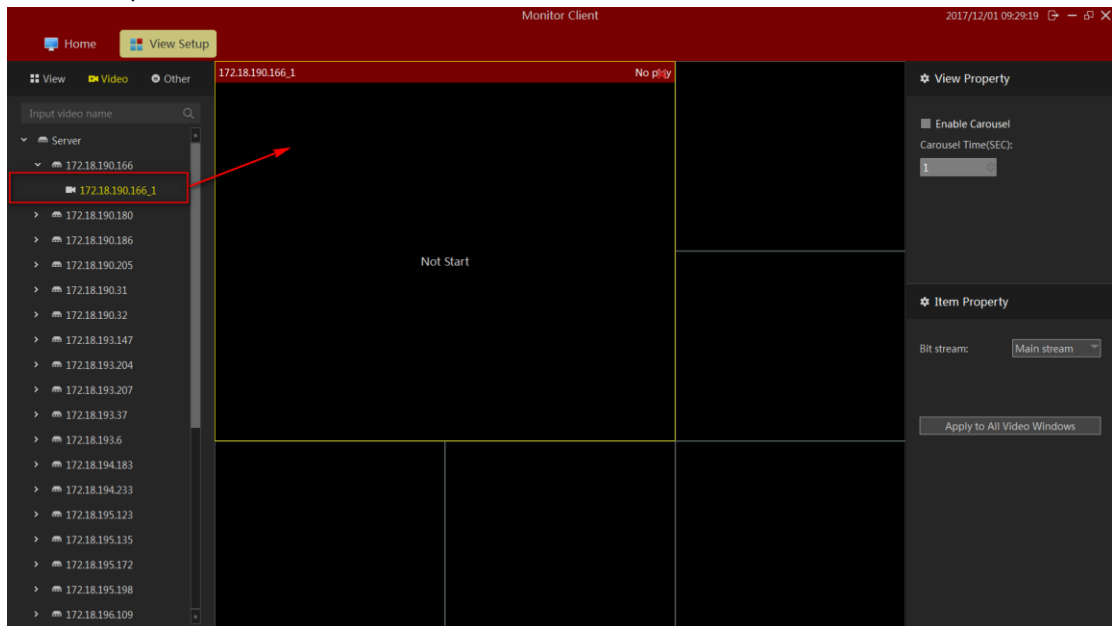 Monitor Client
2017/12/01 09:29:19
Home
View Setup
View
Video
Other
Input video name
Server
172.18.190.166
172.18.190.166_1
172.18.190.180
172.18.190.186
172.18.190.205
172.18.190.31
172.18.190.32
172.18.193.147
172.18.193.204
172.18.193.207
172.18.193.37
172.18.193.6
172.18.194.183
172.18.194.233
172.18.195.123
172.18.195.135
172.18.195.172
172.18.195.198
172.18.196.109
172.18.190.166_1
No play
Not Start
View Property
Enable Carousel
Carousel Time(SEC):
1
Item Property
Bit stream:
Main stream
Apply to All Video Windows